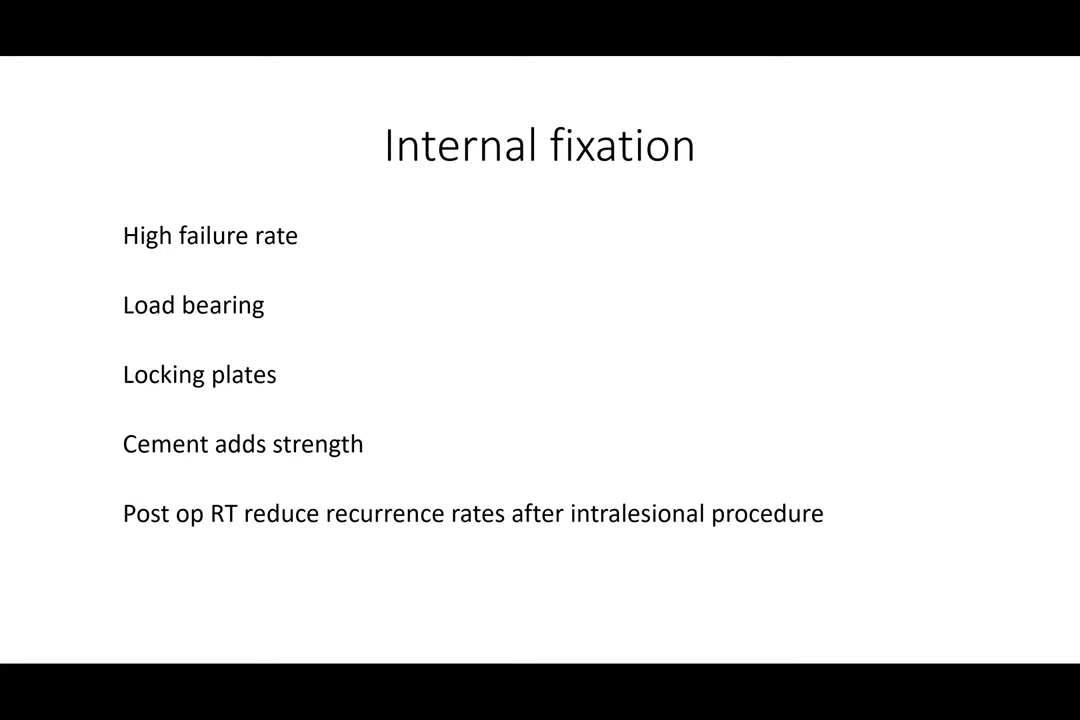 Internal fixation
High failure rate
Load bearing
Locking plates
Cement adds strength
Post op RT reduce recurrence rates after intralesional procedure